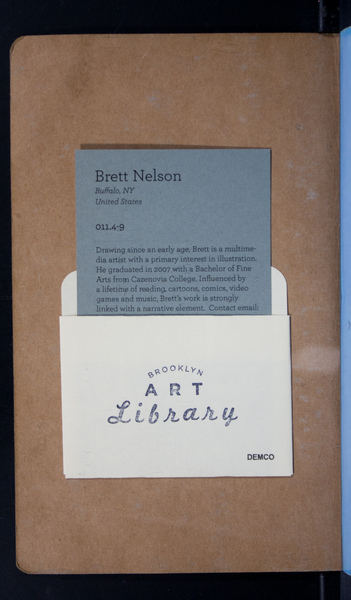 Brett Nelson
Buffalo, NY
United States
011.4-9
Drawing since an early age, Brett is a multime-
dia artist with a primary interest in illustration.
He graduated in 2007 with a Bachelor of Fine
Arts from Cazenovia College. Influenced by
a lifetime of reading, cartoons, comics, video
games and music, Brett's work is strongly
linked with a narrative element. Contact email:
BROOKLYN
ART
Library
DEMCO